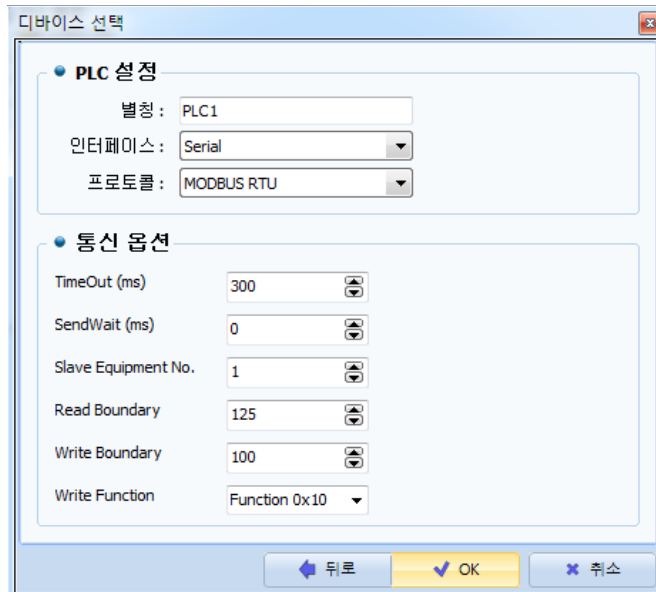 디바이스 선택
PLC 설정
별칭 : PLC1
인터페이스 : Serial
프로토콜 : MODBUS RTU
통신 옵션
TimeOut (ms) 300
SendWait (ms) 0
Slave Equipment No. 1
Read Boundary 125
Write Boundary 100
Write Function Function 0x10
뒤로 OK 취소